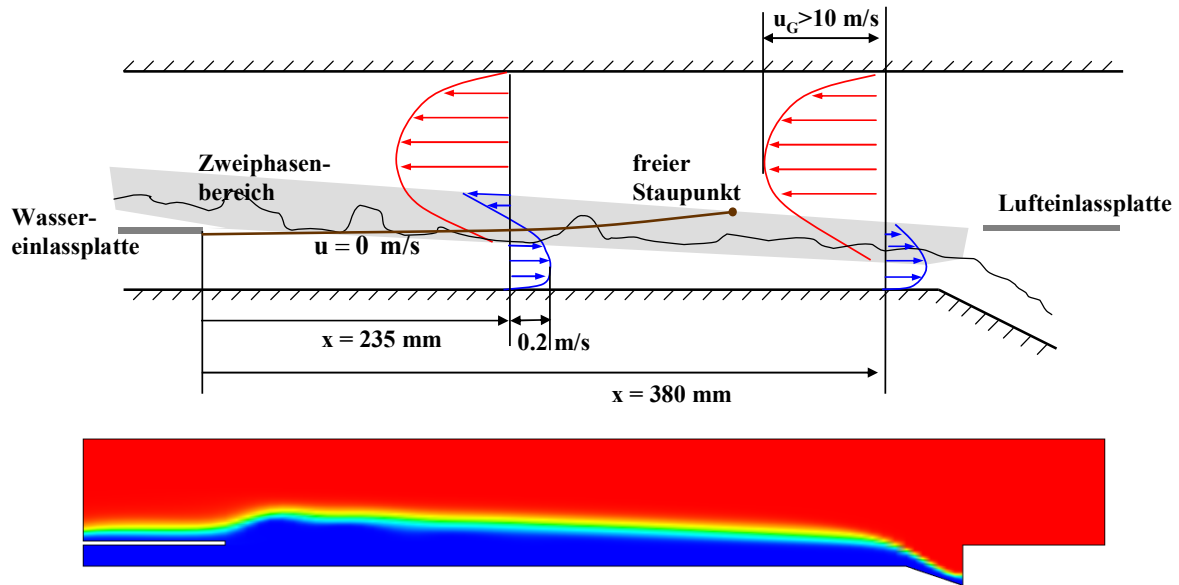 u_G>10 m/s
Zweiphasen-
bereich
freier
Staupunkt
Lufteinlassplatte
Wasser-
einlassplatte
u = 0 m/s
x = 235 mm
0.2 m/s
x = 380 mm